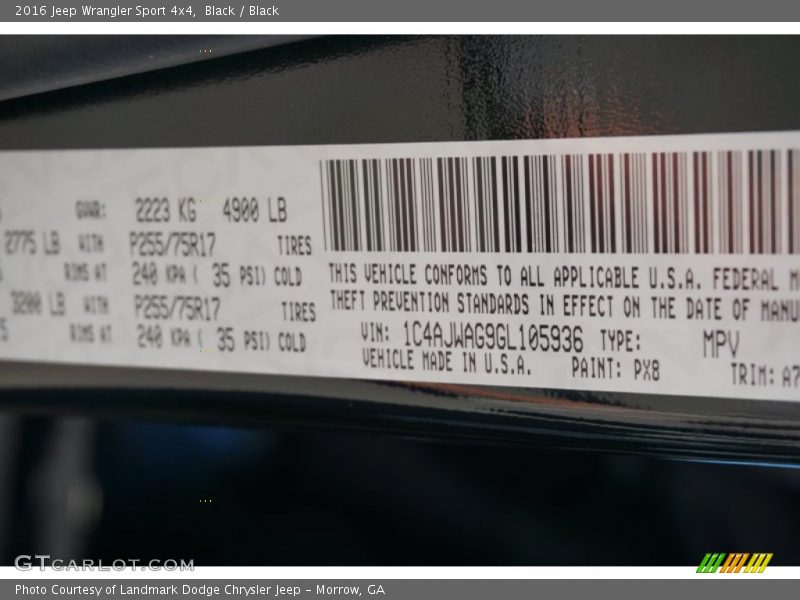 2016 Jeep Wrangler Sport 4x4, Black / Black
GVWR: 2223 KG 4900 LB
2775 LB WITH P255/75R17 TIRES
RIMS AT 240 KPA ( 35 PSI) COLD
3200 LB WITH P255/75R17 TIRES
RIMS AT 240 KPA ( 35 PSI) COLD
THIS VEHICLE CONFORMS TO ALL APPLICABLE U.S.A. FEDERAL M
THEFT PREVENTION STANDARDS IN EFFECT ON THE DATE OF MANU
VIN: 1C4AJWAG9GL105936 TYPE: MPV
VEHICLE MADE IN U.S.A. PAINT: PX8 TRIM: A7
GTCARLOT.COM
Photo Courtesy of Landmark Dodge Chrysler Jeep – Morrow, GA